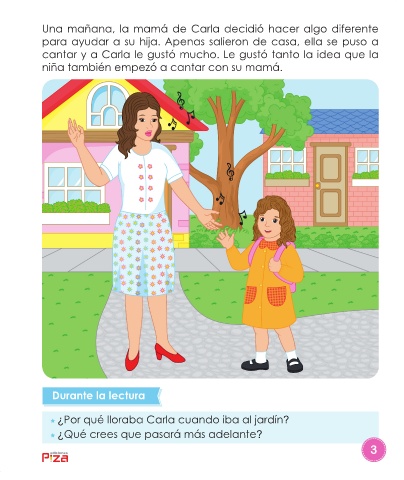 Una mañana, la mamá de Carla decidió hacer algo diferente
para ayudar a su hija. Apenas salieron de casa, ella se puso a
cantar y a Carla le gustó mucho. Le gustó tanto la idea que la
niña también empezó a cantar con su mamá.
Durante la lectura
• ¿Por qué lloraba Carla cuando iba al jardín?
• ¿Qué crees que pasará más adelante?
3